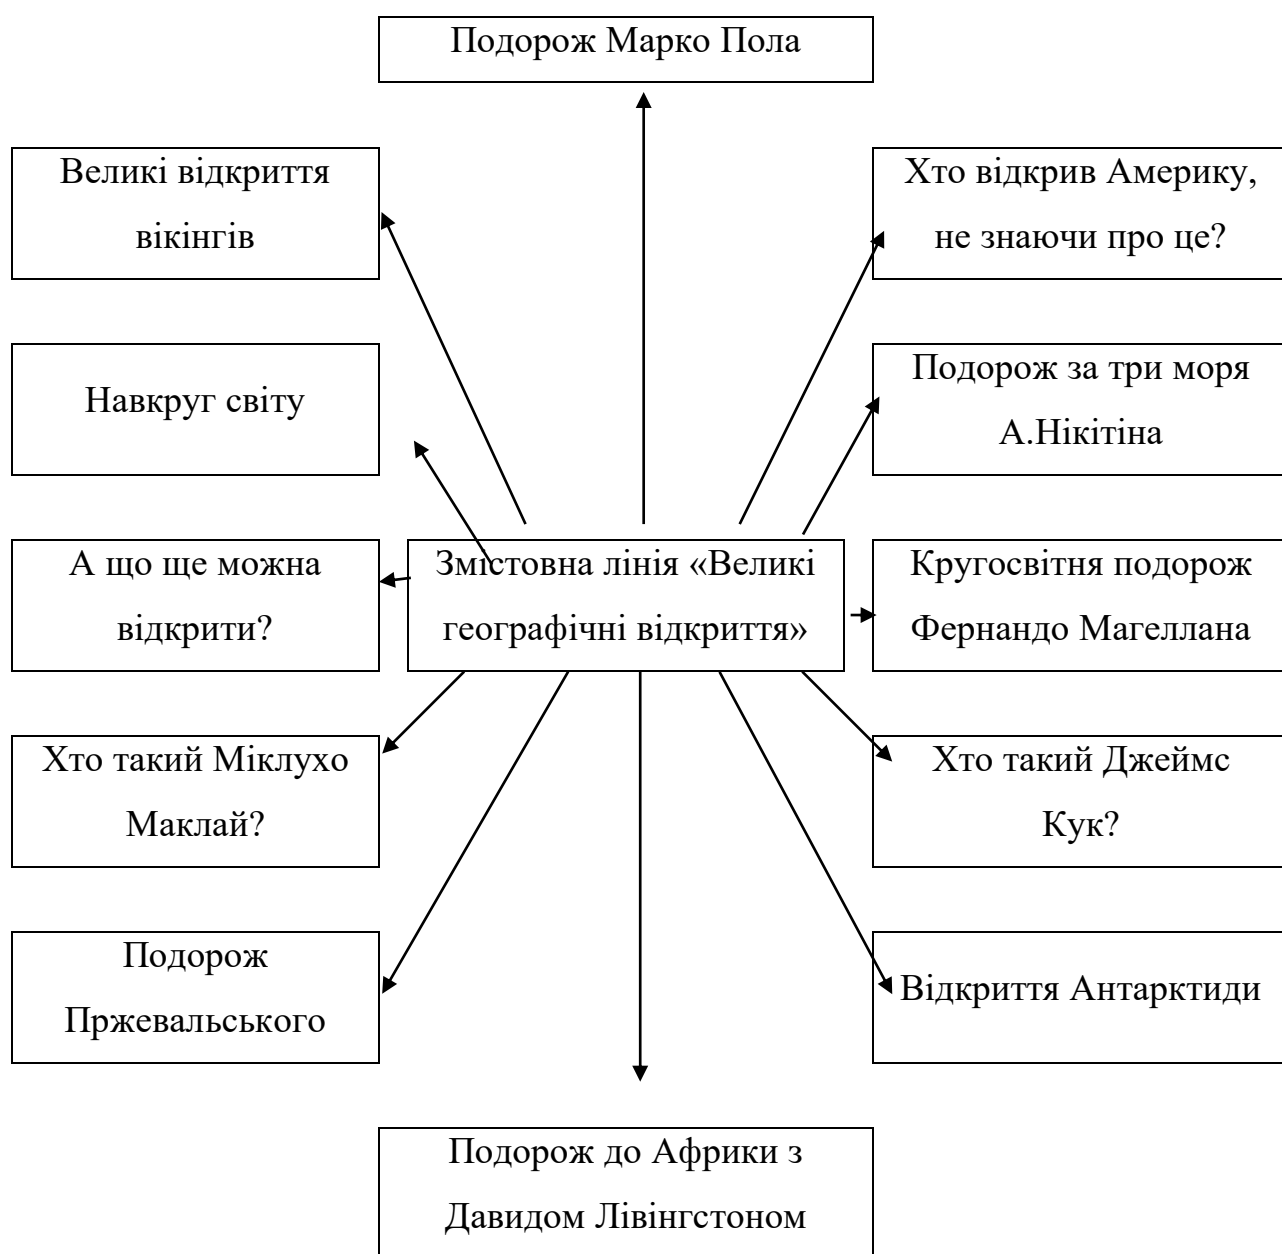 Подорож Марко Пола
Великі відкриття
вікінгів
Хто відкрив Америку,
не знаючи про це?
Навкруг світу
Подорож за три моря
А.Нікітіна
А що ще можна
відкрити?
Змістовна лінія «Великі
географічні відкриття»
Кругосвітня подорож
Фернандо Магеллана
Хто такий Міклухо
Маклай?
Хто такий Джеймс
Кук?
Подорож
Пржевальського
Відкриття Антарктиди
Подорож до Африки з
Давидом Лівінгстоном